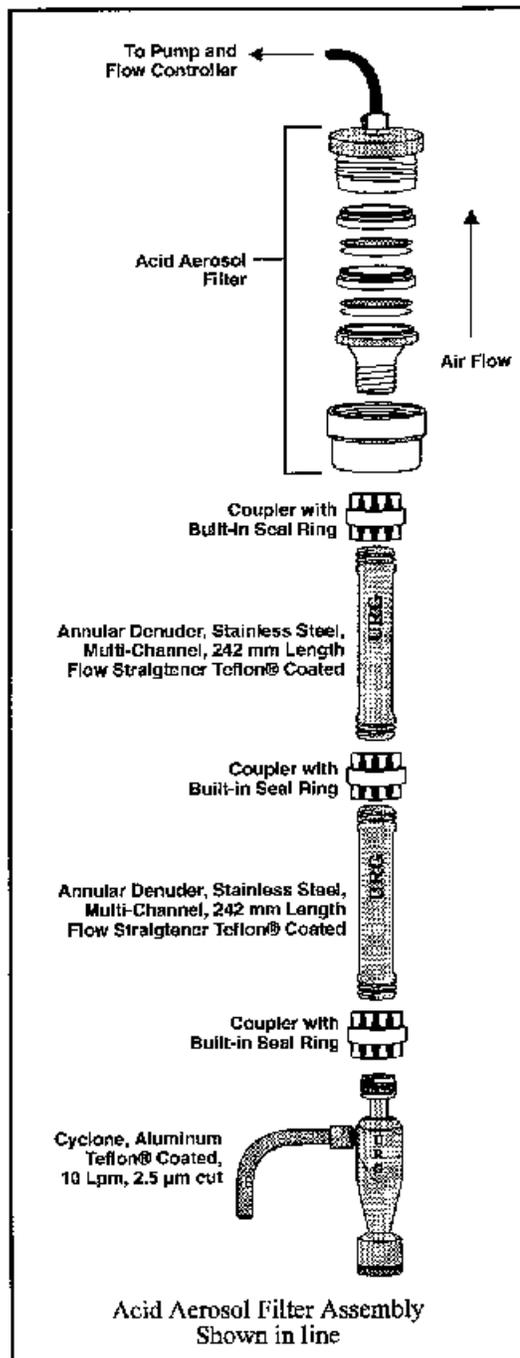 To Pump and
Flow Controller
Acid Aerosol
Filter
Air Flow
Coupler with
Built-in Seal Ring
URG
Annular Denuder, Stainless Steel,
Multi-Channel, 242 mm Length
Flow Straigtener Teflon® Coated
Coupler with
Built-in Seal Ring
URG
Annular Denuder, Stainless Steel,
Multi-Channel, 242 mm Length
Flow Straigtener Teflon® Coated
Coupler with
Built-in Seal Ring
URG
Cyclone, Aluminum
Teflon® Coated,
10 Lpm, 2.5 µm cut
Acid Aerosol Filter Assembly
Shown in line